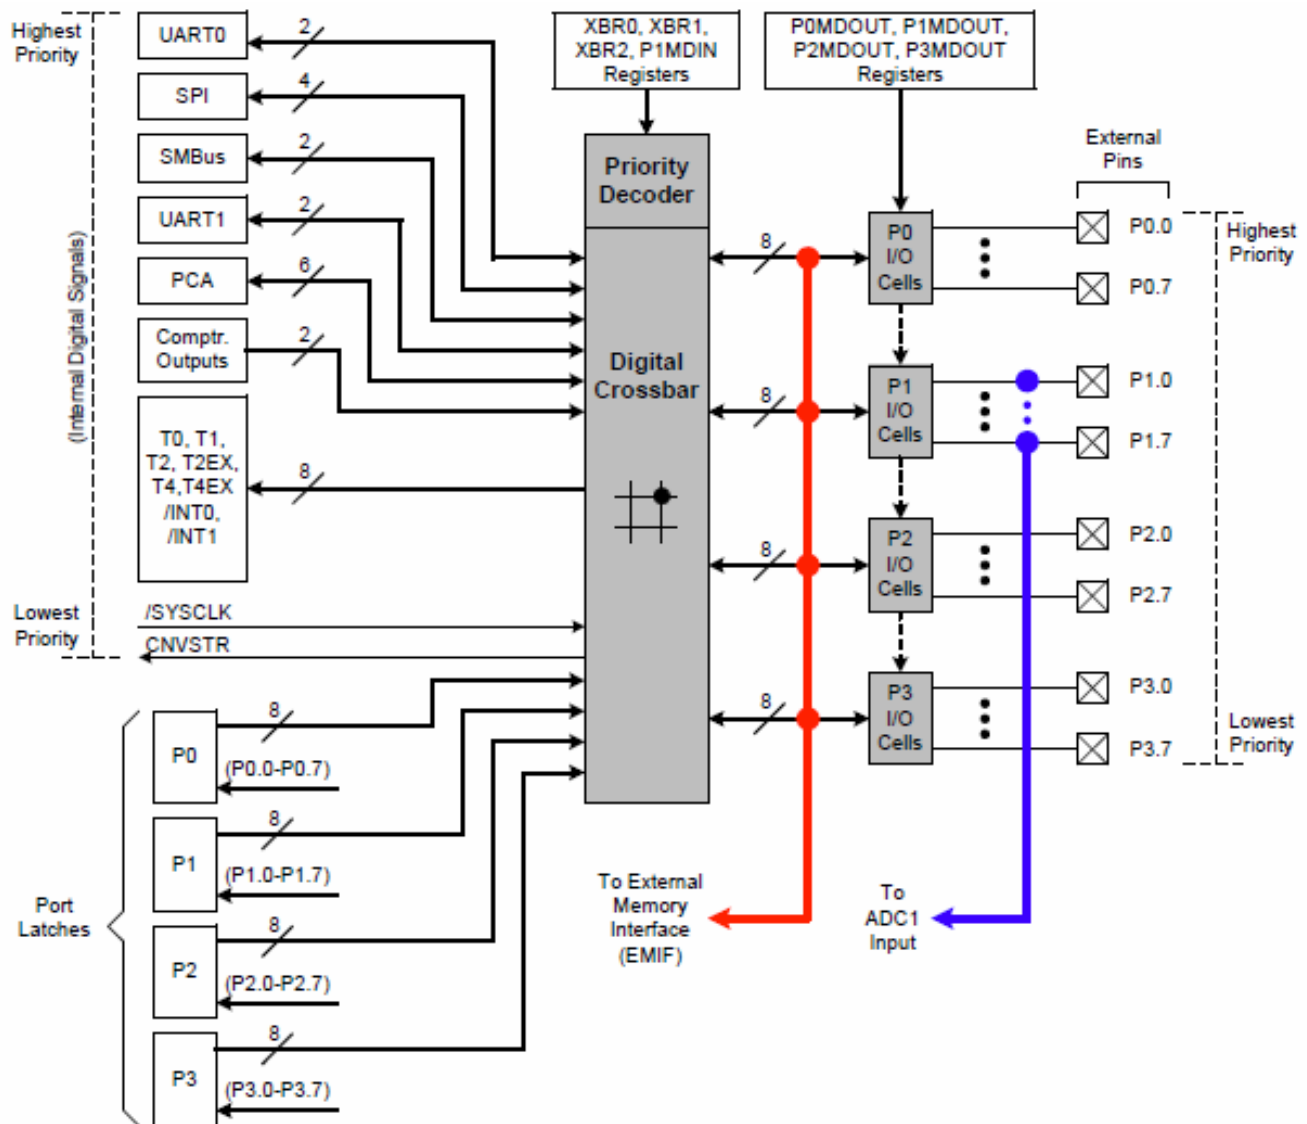 Highest
Priority
UART0
2
SPI
4
SMBus
2
UART1
2
PCA
6
Comptr.
Outputs
2
T0, T1,
T2, T2EX,
T4,T4EX
/INT0,
/INT1
8
(Internal Digital Signals)
Lowest
Priority
/SYSCLK
CNVSTR
XBR0, XBR1,
XBR2, P1MDIN
Registers
P0MDOUT, P1MDOUT,
P2MDOUT, P3MDOUT
Registers
Priority
Decoder
Digital
Crossbar
8
8
8
8
P0
I/O
Cells
P1
I/O
Cells
P2
I/O
Cells
P3
I/O
Cells
External
Pins
P0.0
P0.7
P1.0
P1.7
P2.0
P2.7
P3.0
P3.7
Highest
Priority
Lowest
Priority
Port
Latches
P0
8
(P0.0-P0.7)
P1
8
(P1.0-P1.7)
P2
8
(P2.0-P2.7)
P3
8
(P3.0-P3.7)
To External
Memory
Interface
(EMIF)
To
ADC1
Input